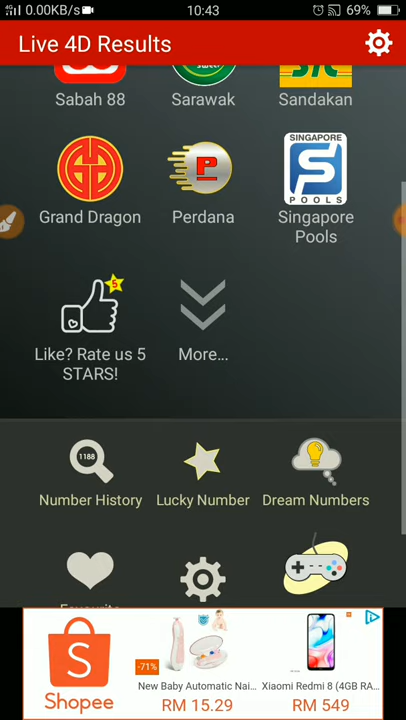 4G 0.00KB/s 10:43 69%
Live 4D Results
Sabah 88 Sarawak Sandakan
SINGAPORE
P
POOLS
Grand Dragon Perdana Singapore
Pools
5
Like? Rate us 5
STARS!
More...
1188
Number History Lucky Number Dream Numbers
Favourite
S
Shopee
-71%
New Baby Automatic Nai... Xiaomi Redmi 8 (4GB RA...
RM 15.29 RM 549